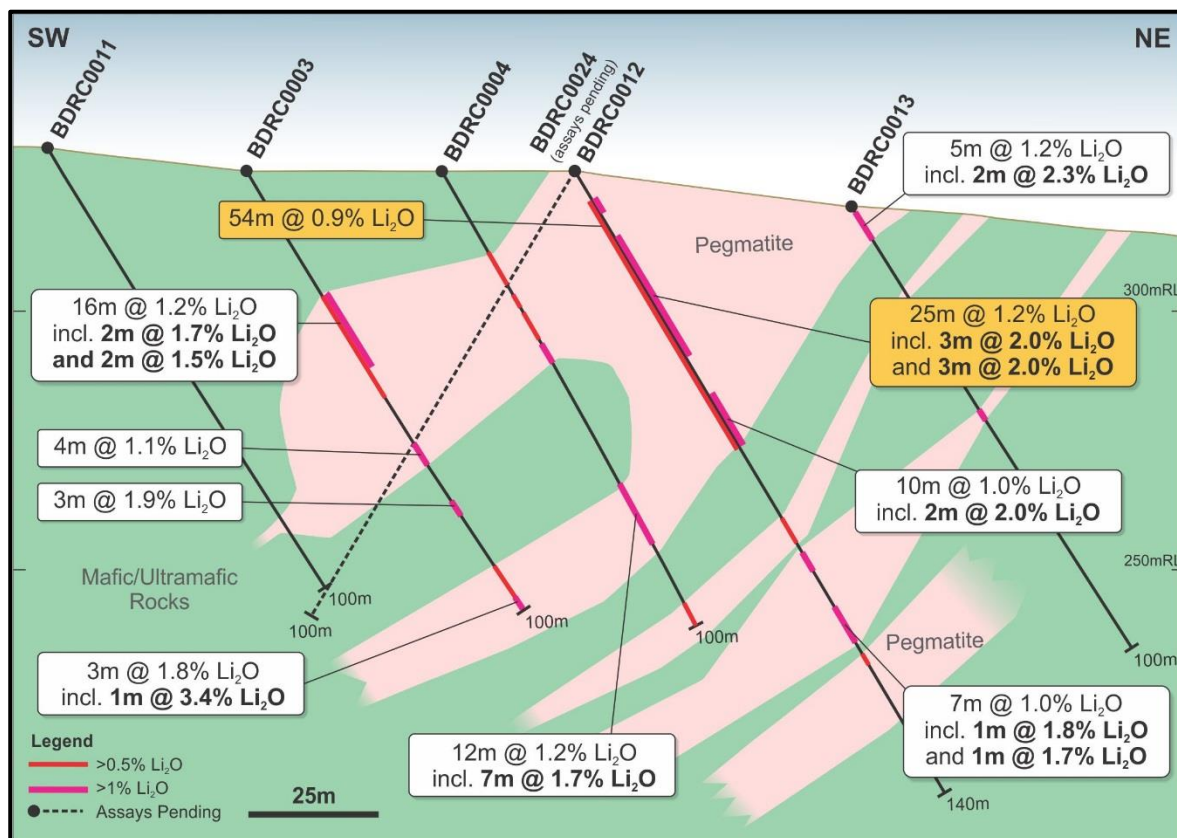 SW
NE
BDRC0011
BDRC0003
BDRC0004
BDRC0024
(assays pending)
BDRC0012
BDRC0013
5m @ 1.2% Li₂O
incl. 2m @ 2.3% Li₂O
54m @ 0.9% Li₂O
Pegmatite
300mRL
16m @ 1.2% Li₂O
incl. 2m @ 1.7% Li₂O
and 2m @ 1.5% Li₂O
25m @ 1.2% Li₂O
incl. 3m @ 2.0% Li₂O
and 3m @ 2.0% Li₂O
4m @ 1.1% Li₂O
3m @ 1.9% Li₂O
10m @ 1.0% Li₂O
incl. 2m @ 2.0% Li₂O
250mRL
Mafic/Ultramafic
Rocks
100m
100m
100m
100m
100m
Pegmatite
3m @ 1.8% Li₂O
incl. 1m @ 3.4% Li₂O
7m @ 1.0% Li₂O
incl. 1m @ 1.8% Li₂O
and 1m @ 1.7% Li₂O
12m @ 1.2% Li₂O
incl. 7m @ 1.7% Li₂O
140m
Legend
>0.5% Li₂O
>1% Li₂O
Assays Pending
25m